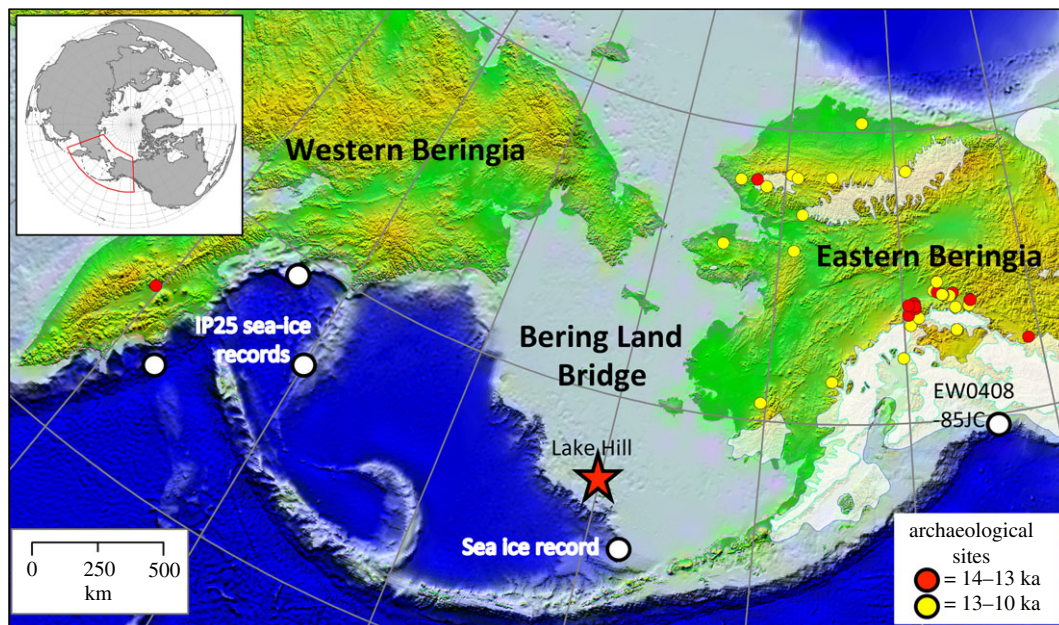 Western Beringia
Eastern Beringia
IP25 sea-ice
records
Bering Land
Bridge
EW0408
-85JC
Lake Hill
Sea ice record
0 250 500
km
archaeological
sites
= 14–13 ka
= 13–10 ka